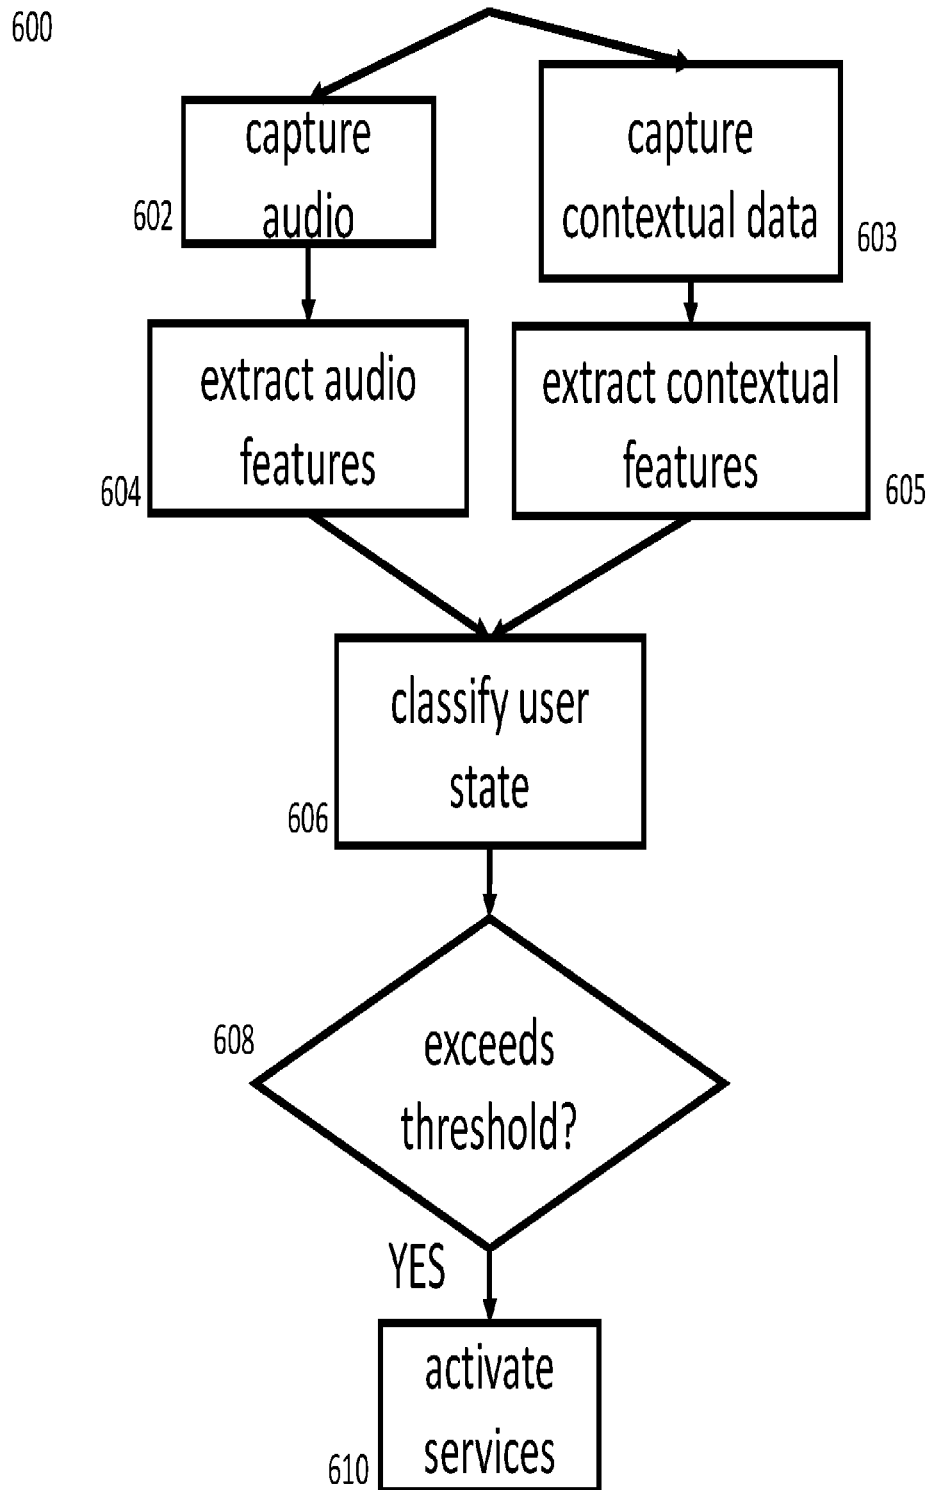 600
capture
audio
602
capture
contextual data
603
extract audio
features
604
extract contextual
features
605
classify user
state
606
608
exceeds
threshold?
YES
activate
services
610